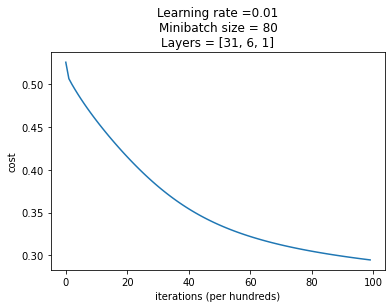 Learning rate =0.01
Minibatch size = 80
Layers = [31, 6, 1]
0.50
0.45
0.40
0.35
0.30
cost
0
20
40
60
80
100
iterations (per hundreds)